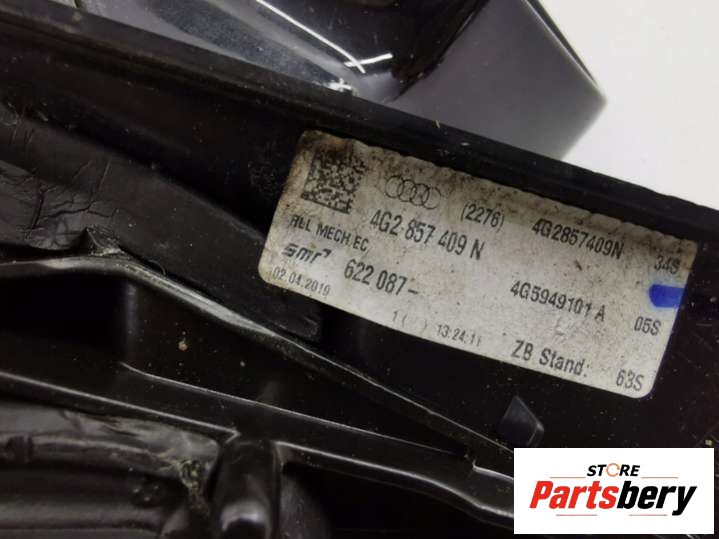 (2276) 4G2857409N 34S
4G2 857 409 N
RLL MECH.EC
smr 622 087- 4G5949101 A 05S
02.04.2019
1 ( ) 13:24:11 ZB Stand: 63S
STORE
Partsbery